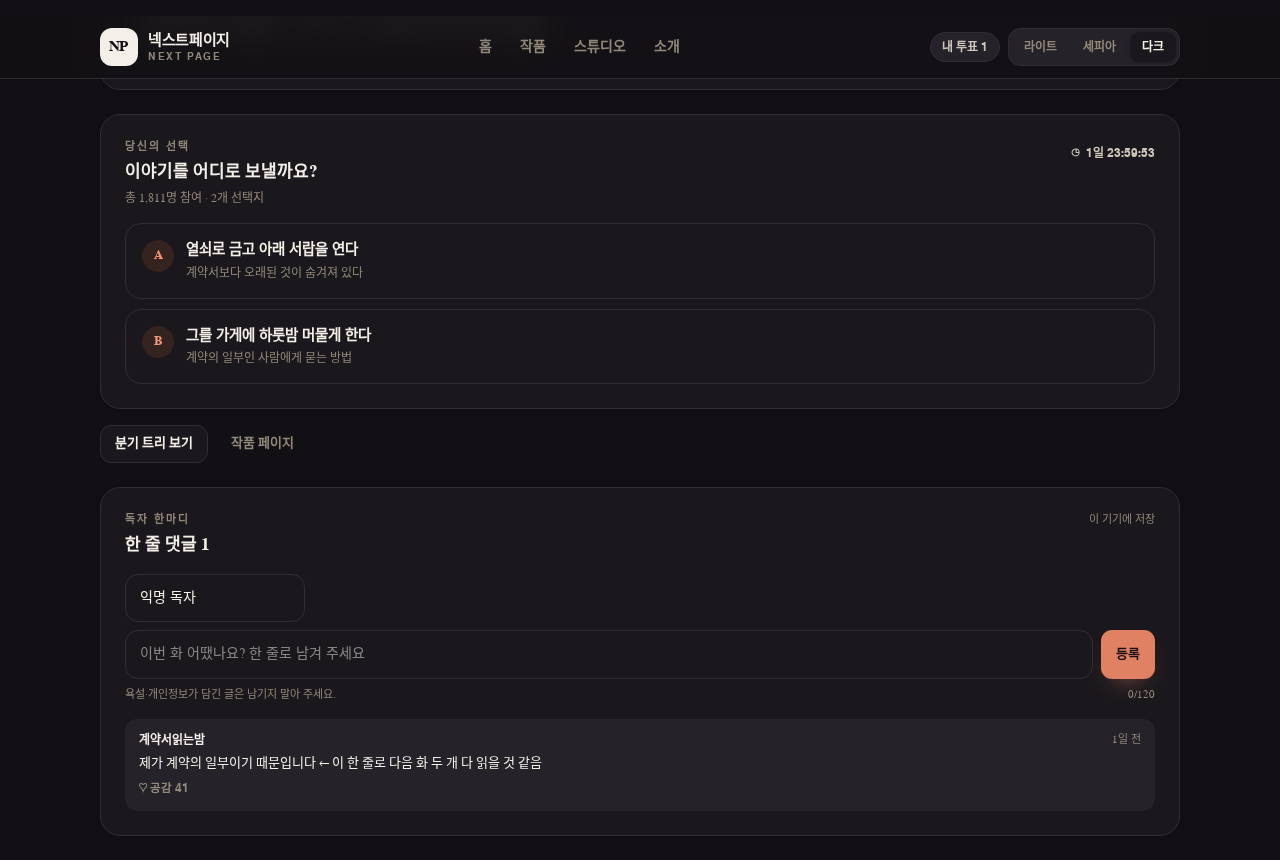 NP
넥스트페이지
NEXT PAGE
홈
작품
스튜디오
소개
내 투표 1
라이트
세피아
다크
당신의 선택
이야기를 어디로 보낼까요?
총 1,811명 참여 · 2개 선택지
◷ 1일 23:59:53
A
열쇠로 금고 아래 서랍을 연다
계약서보다 오래된 것이 숨겨져 있다
B
그를 가게에 하룻밤 머물게 한다
계약의 일부인 사람에게 묻는 방법
분기 트리 보기
작품 페이지
독자 한마디
이 기기에 저장
한 줄 댓글 1
익명 독자
이번 화 어땠나요? 한 줄로 남겨 주세요
등록
욕설·개인정보가 담긴 글은 남기지 말아 주세요.
0/120
계약서읽는밤
1일 전
제가 계약의 일부이기 때문입니다 ← 이 한 줄로 다음 화 두 개 다 읽을 것 같음
♡ 공감 41